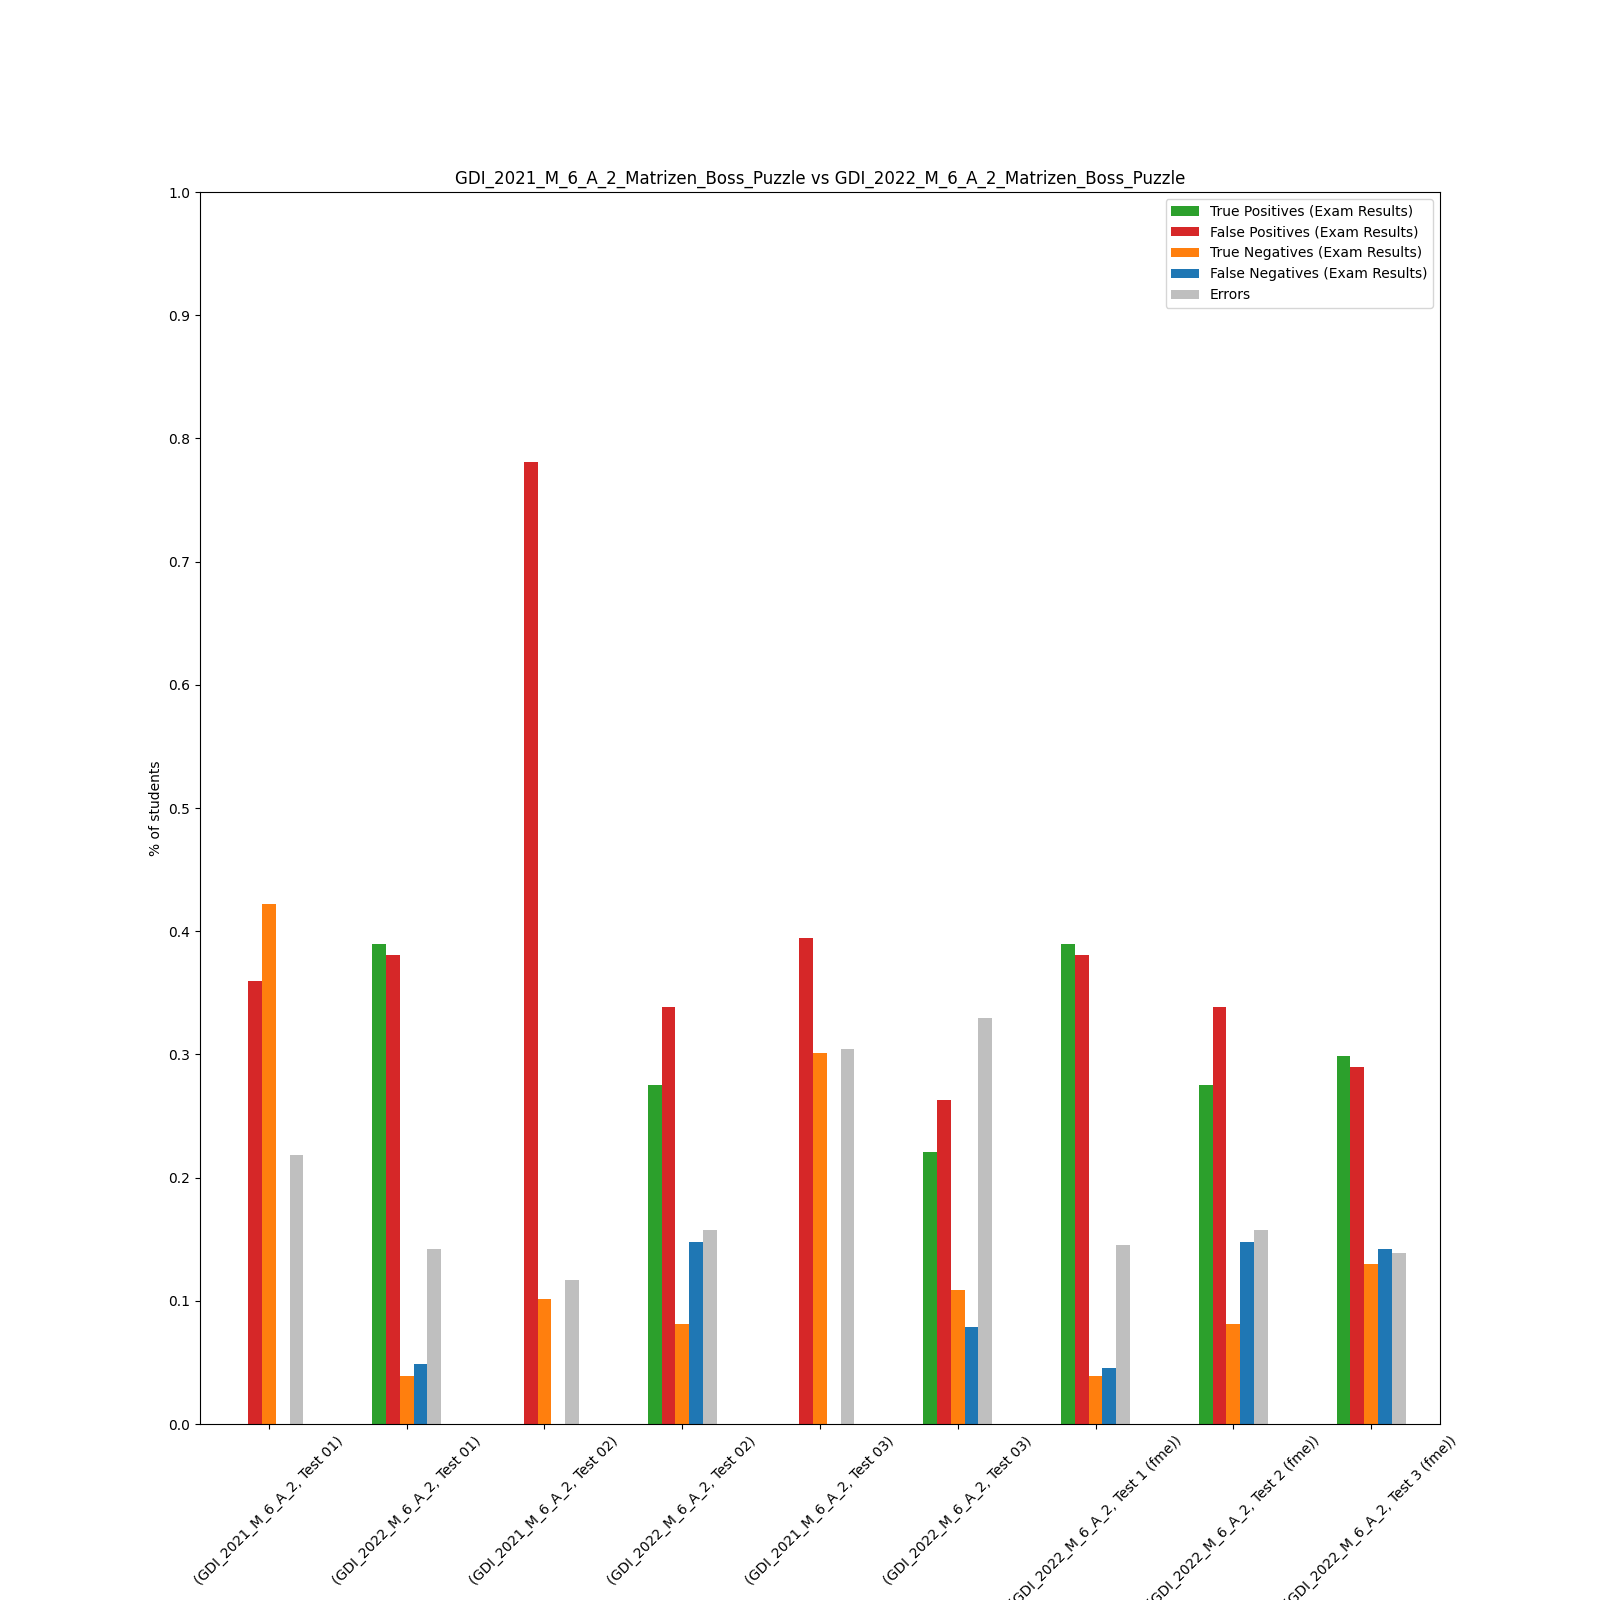 GDI_2021_M_6_A_2_Matrizen_Boss_Puzzle vs GDI_2022_M_6_A_2_Matrizen_Boss_Puzzle
1.0
0.9
0.8
0.7
0.6
0.5
0.4
0.3
0.2
0.1
0.0
% of students
True Positives (Exam Results)
False Positives (Exam Results)
True Negatives (Exam Results)
False Negatives (Exam Results)
Errors
(GDI_2021_M_6_A_2, Test 01)
(GDI_2022_M_6_A_2, Test 01)
(GDI_2021_M_6_A_2, Test 02)
(GDI_2022_M_6_A_2, Test 02)
(GDI_2021_M_6_A_2, Test 03)
(GDI_2022_M_6_A_2, Test 03)
(GDI_2022_M_6_A_2, Test 1 (fme))
(GDI_2022_M_6_A_2, Test 2 (fme))
(GDI_2022_M_6_A_2, Test 3 (fme))